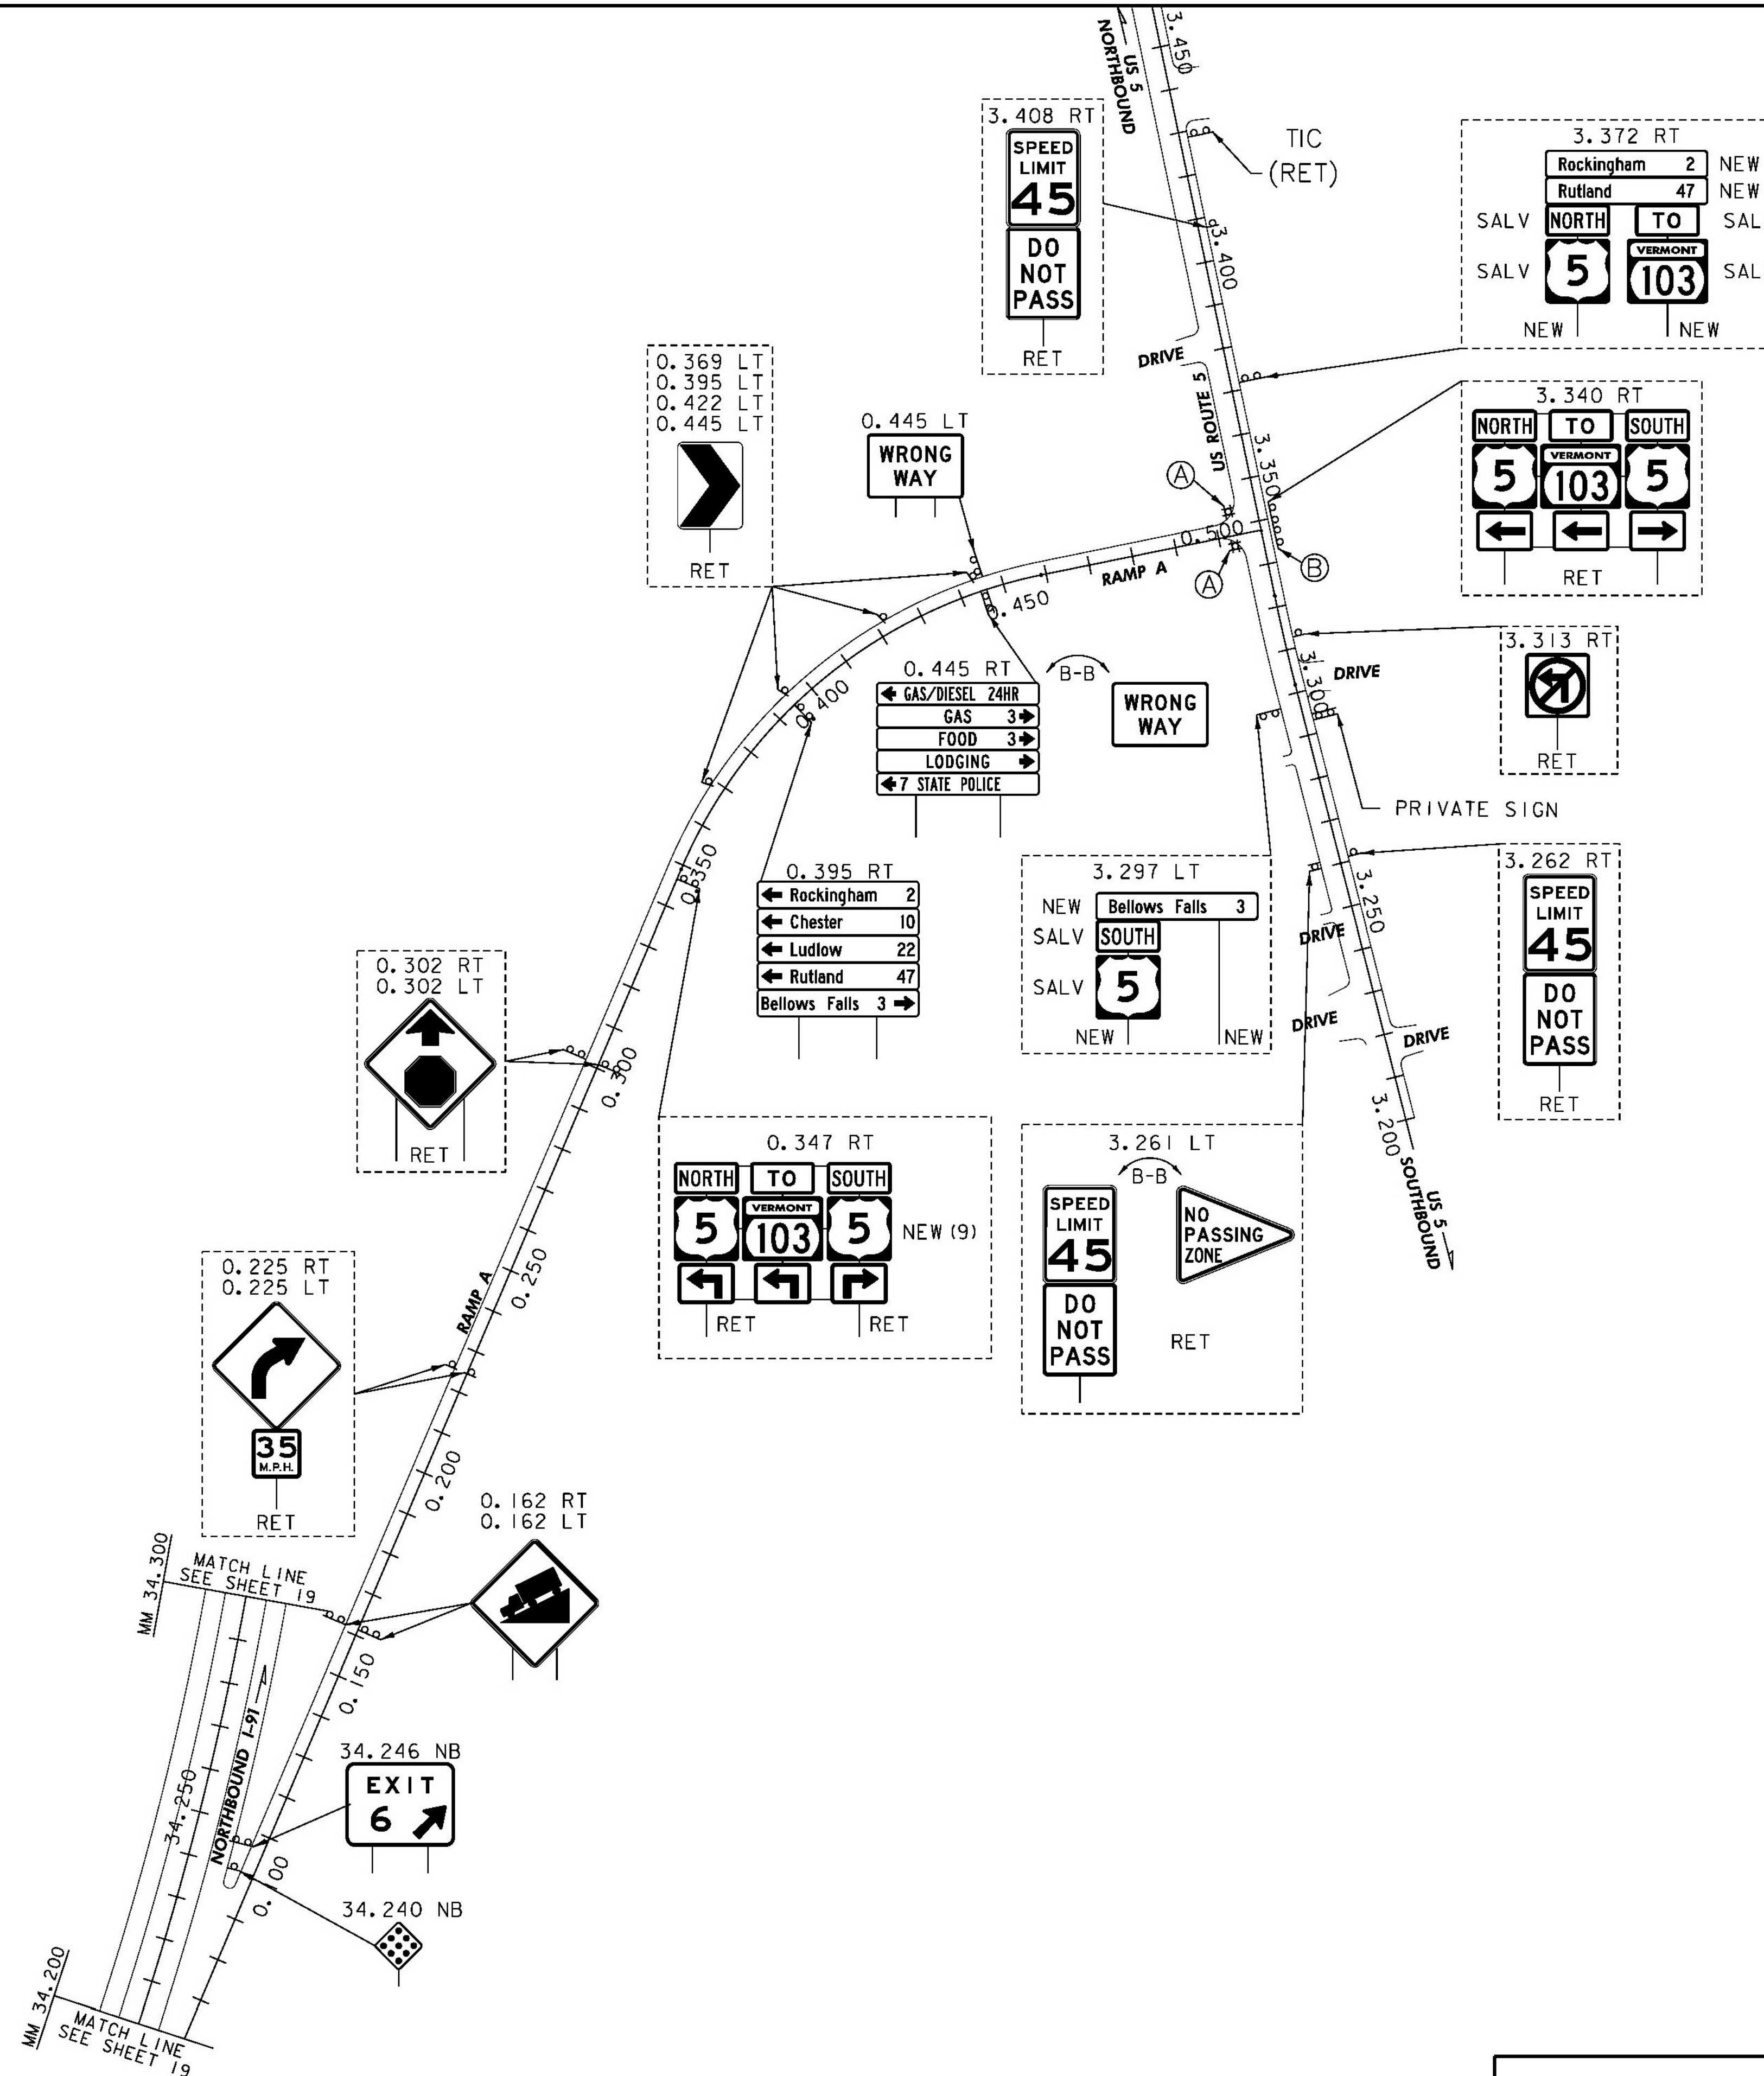 US 5
NORTHBOUND
3.450
3.408 RT
SPEED
LIMIT
45
DO
NOT
PASS
RET
TIC
(RET)
3.372 RT
Rockingham 2 NEW
Rutland 47 NEW
SALV NORTH TO SAL
SALV 5 VERMONT 103 SAL
NEW NEW
3.400
DRIVE
US ROUTE 5
3.350
0.369 LT
0.395 LT
0.422 LT
0.445 LT
RET
0.445 LT
WRONG
WAY
A
3.340 RT
NORTH TO SOUTH
5 VERMONT 103 5
RET
0.500
RAMP A
A
B
0.450
3.313 RT
RET
3.300
DRIVE
0.445 RT
GAS/DIESEL 24HR
GAS 3
FOOD 3
LODGING
7 STATE POLICE
B-B
WRONG
WAY
0.400
PRIVATE SIGN
0.350
0.395 RT
Rockingham 2
Chester 10
Ludlow 22
Rutland 47
Bellows Falls 3
3.297 LT
NEW Bellows Falls 3
SALV SOUTH
SALV 5
NEW NEW
3.262 RT
SPEED
LIMIT
45
DO
NOT
PASS
RET
3.250
DRIVE
DRIVE
DRIVE
3.200
US 5
SOUTHBOUND
0.302 RT
0.302 LT
RET
0.300
0.347 RT
NORTH TO SOUTH
5 VERMONT 103 5 NEW (9)
RET RET
3.261 LT
B-B
SPEED
LIMIT
45
DO
NOT
PASS
NO
PASSING
ZONE
RET
0.250
RAMP A
0.225 RT
0.225 LT
35
M.P.H.
RET
0.200
0.162 RT
0.162 LT
MM 34.300
MATCH LINE
SEE SHEET 19
0.150
NORTHBOUND I-91
34.250
34.246 NB
EXIT
6
0.100
34.240 NB
MM 34.200
MATCH LINE
SEE SHEET 19